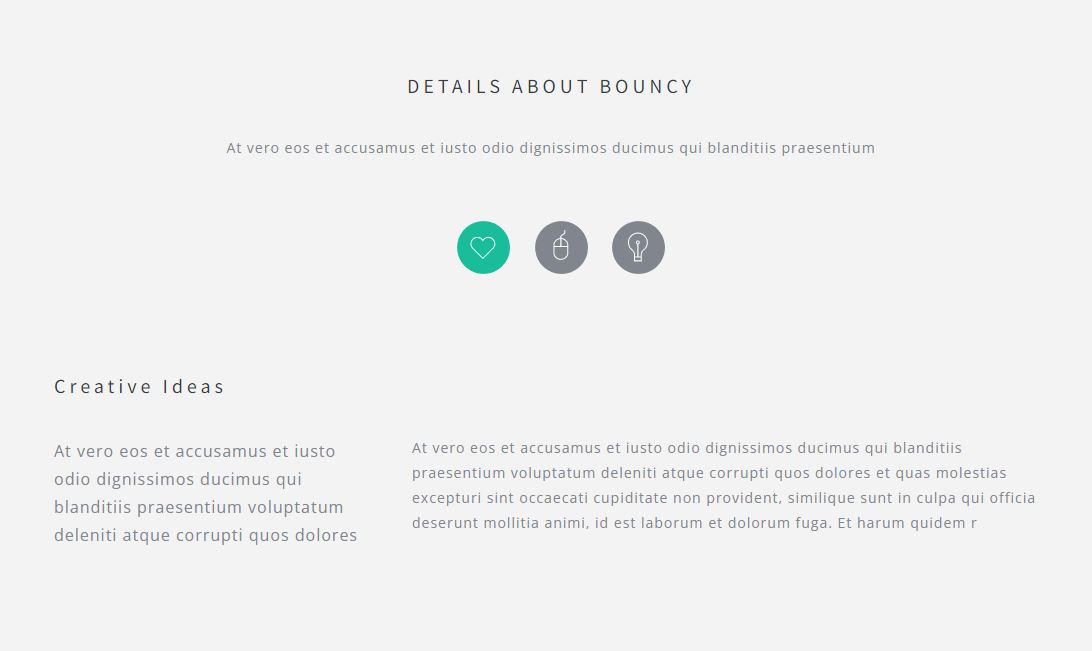 DETAILS ABOUT BOUNCY
At vero eos et accusamus et iusto odio dignissimos ducimus qui blanditiis praesentium
Creative Ideas
At vero eos et accusamus et iusto
odio dignissimos ducimus qui
blanditiis praesentium voluptatum
deleniti atque corrupti quos dolores
At vero eos et accusamus et iusto odio dignissimos ducimus qui blanditiis
praesentium voluptatum deleniti atque corrupti quos dolores et quas molestias
excepturi sint occaecati cupiditate non provident, similique sunt in culpa qui officia
deserunt mollitia animi, id est laborum et dolorum fuga. Et harum quidem r